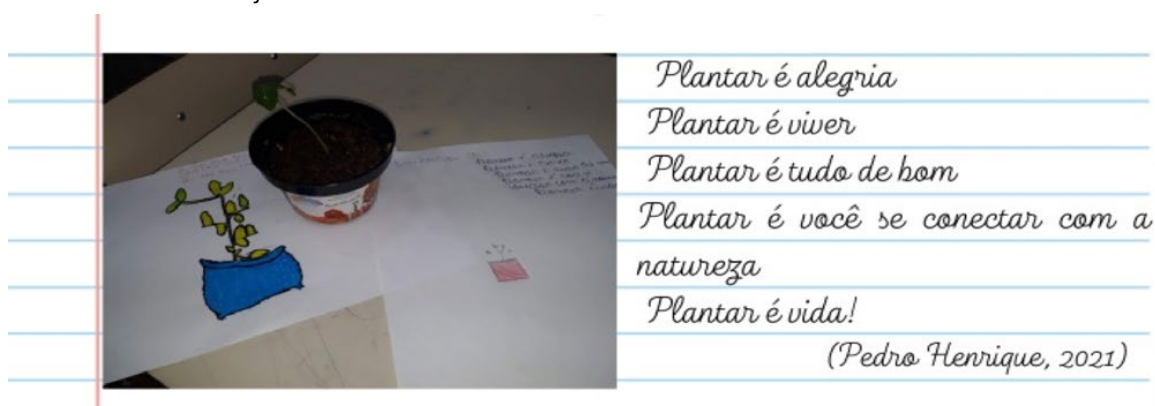 Plantar é alegria
Plantar é viver
Plantar é tudo de bom
Plantar é você se conectar com a
natureza
Plantar é vida!
(Pedro Henrique, 2021)